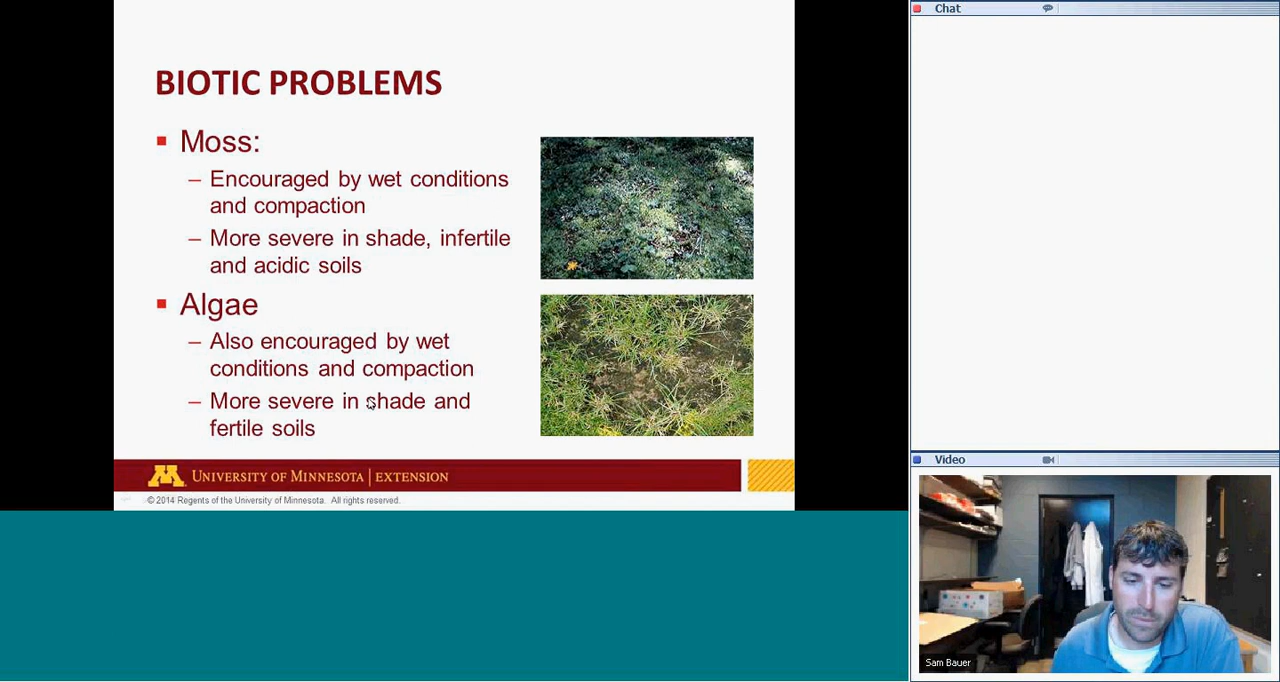 BIOTIC PROBLEMS
Moss:
– Encouraged by wet conditions
and compaction
– More severe in shade, infertile
and acidic soils
Algae
– Also encouraged by wet
conditions and compaction
– More severe in shade and
fertile soils
M UNIVERSITY OF MINNESOTA | EXTENSION
© 2014 Regents of the University of Minnesota. All rights reserved.
Chat
Video
Sam Bauer